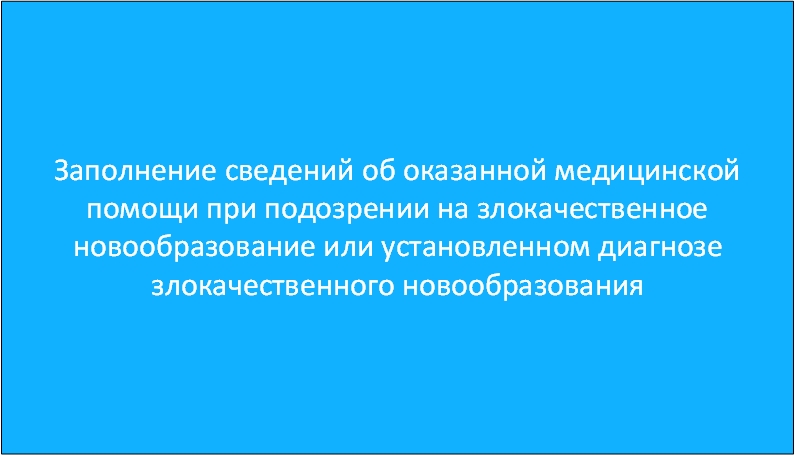 Заполнение сведений об оказанной медицинской
помощи при подозрении на злокачественное
новообразование или установленном диагнозе
злокачественного новообразования